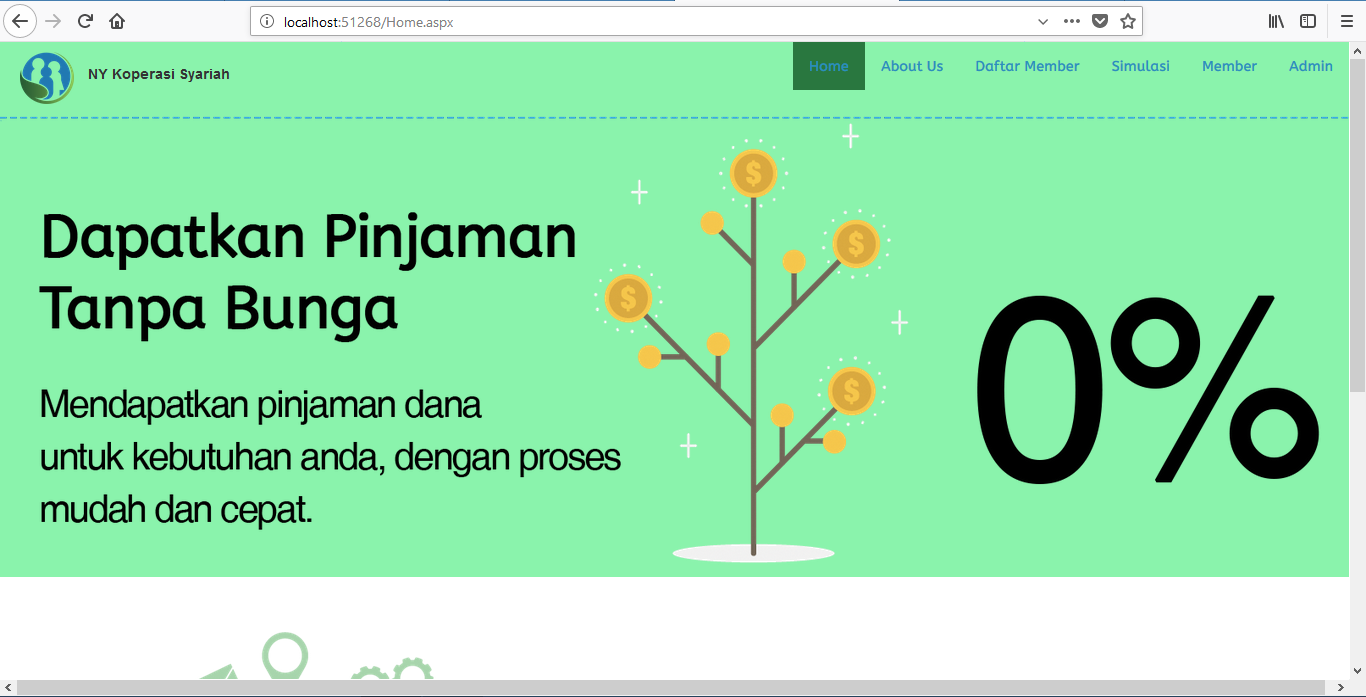 localhost:51268/Home.aspx
NY Koperasi Syariah
Home About Us Daftar Member Simulasi Member Admin
Dapatkan Pinjaman
Tanpa Bunga
Mendapatkan pinjaman dana
untuk kebutuhan anda, dengan proses
mudah dan cepat.
$
$
$
$
0%